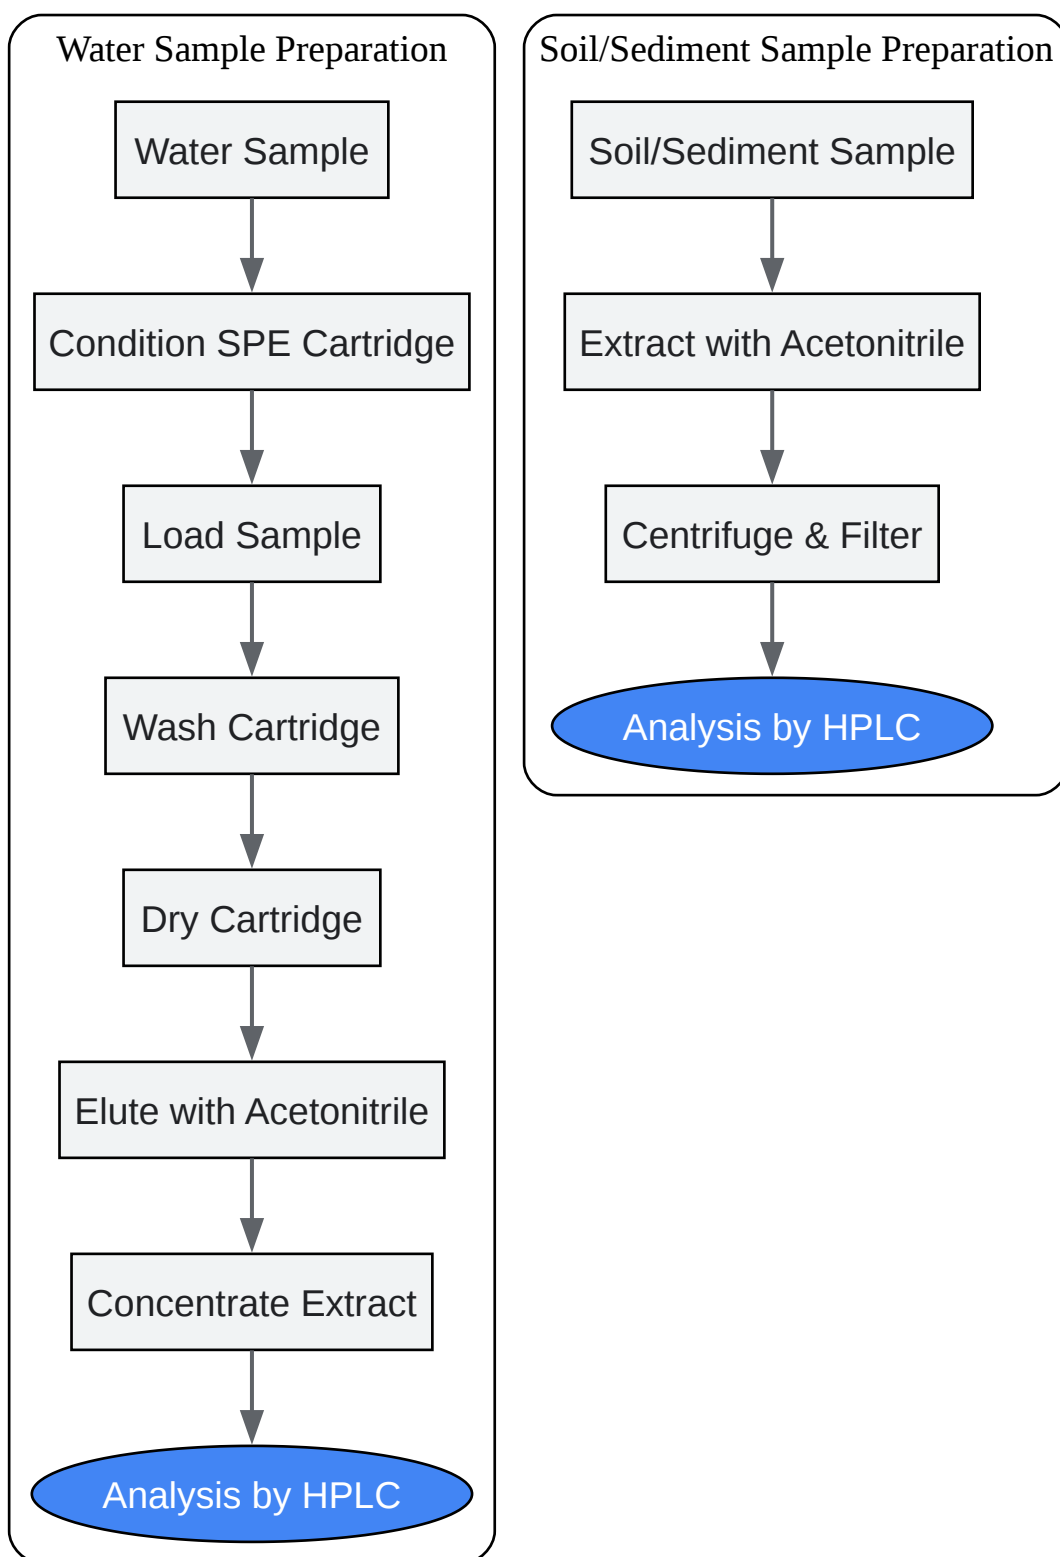 Water Sample Preparation
Water Sample
Condition SPE Cartridge
Load Sample
Wash Cartridge
Dry Cartridge
Elute with Acetonitrile
Concentrate Extract
Analysis by HPLC
Soil/Sediment Sample Preparation
Soil/Sediment Sample
Extract with Acetonitrile
Centrifuge & Filter
Analysis by HPLC